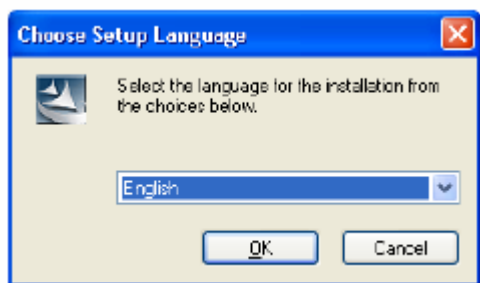 Choose Setup Language
Select the language for the installation from
the choices below.
English
OK
Cancel